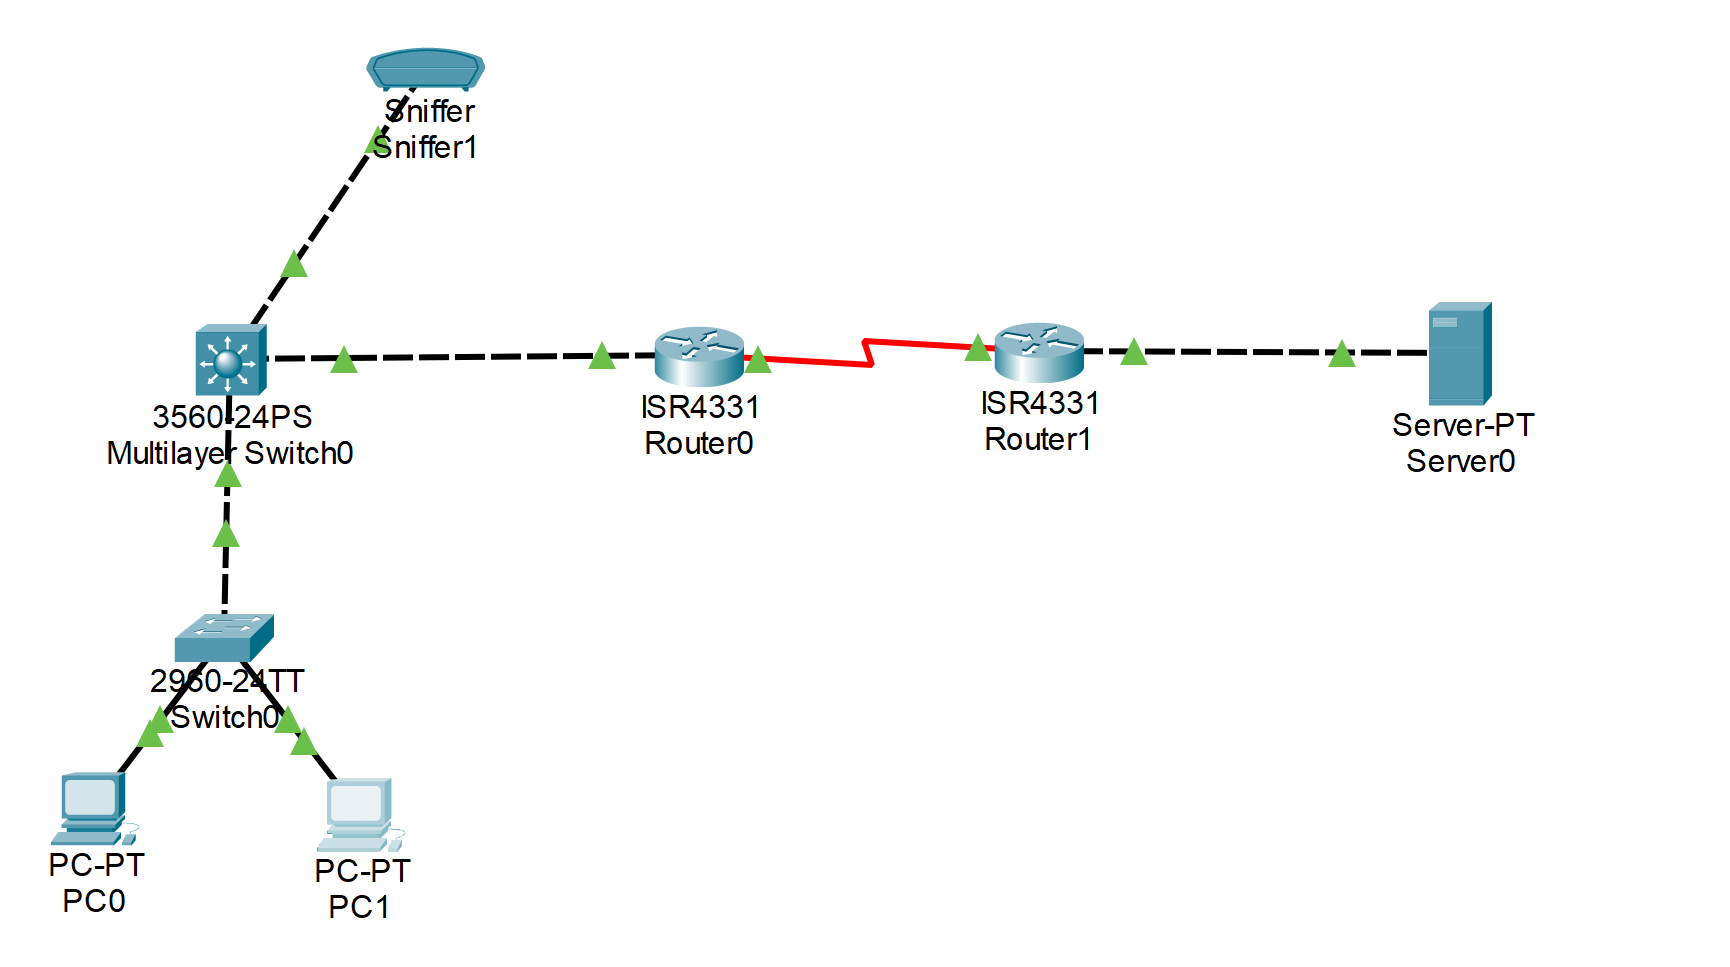 Sniffer
Sniffer1
3560-24PS
Multilayer Switch0
ISR4331
Router0
ISR4331
Router1
Server-PT
Server0
2960-24TT
Switch0
PC-PT
PC0
PC-PT
PC1